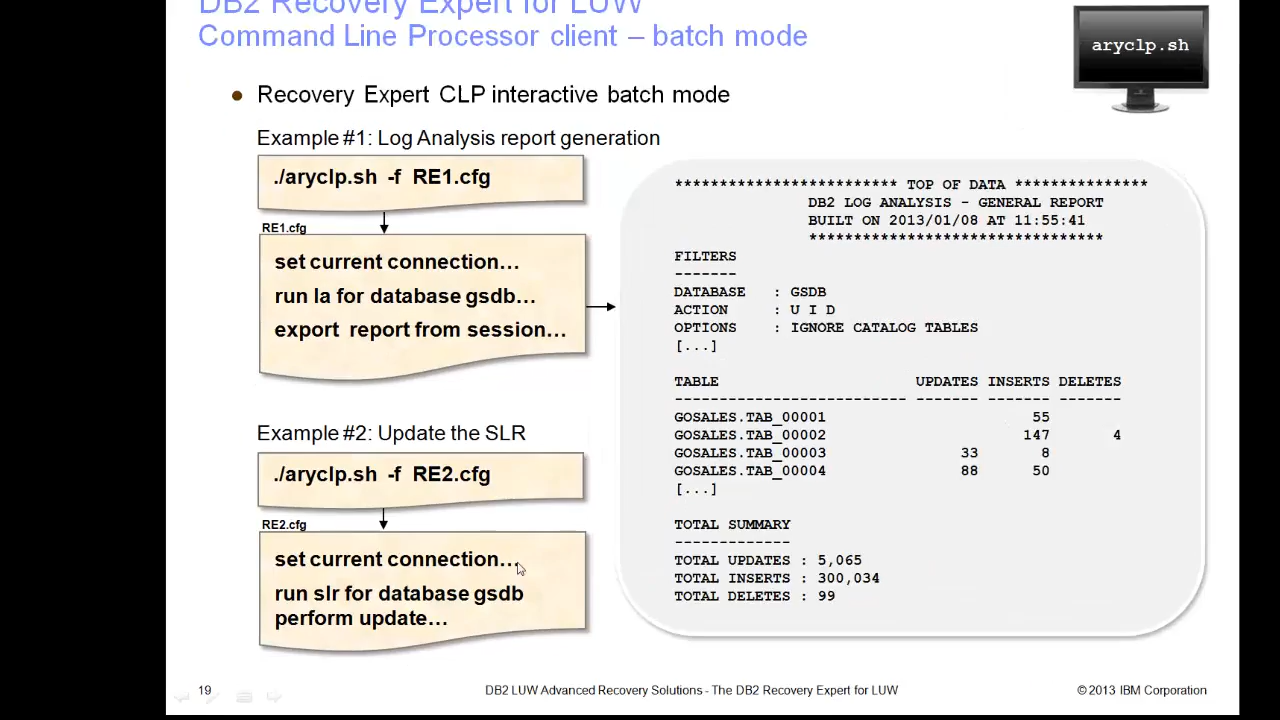 DB2 Recovery Expert for LUW
Command Line Processor client – batch mode
aryclp.sh
● Recovery Expert CLP interactive batch mode
Example #1: Log Analysis report generation
./aryclp.sh -f RE1.cfg
RE1.cfg
set current connection…
run la for database gsdb…
export report from session…
Example #2: Update the SLR
./aryclp.sh -f RE2.cfg
RE2.cfg
set current connection…
run slr for database gsdb
perform update…
************************* TOP OF DATA ***************
DB2 LOG ANALYSIS - GENERAL REPORT
BUILT ON 2013/01/08 AT 11:55:41
*********************************
FILTERS
-------
DATABASE : GSDB
ACTION : U I D
OPTIONS : IGNORE CATALOG TABLES
[...]
TABLE UPDATES INSERTS DELETES
-------------------------- ------- ------- -------
GOSALES.TAB_00001 55
GOSALES.TAB_00002 147 4
GOSALES.TAB_00003 33 8
GOSALES.TAB_00004 88 50
[...]
TOTAL SUMMARY
-------------
TOTAL UPDATES : 5,065
TOTAL INSERTS : 300,034
TOTAL DELETES : 99
19
DB2 LUW Advanced Recovery Solutions - The DB2 Recovery Expert for LUW
© 2013 IBM Corporation